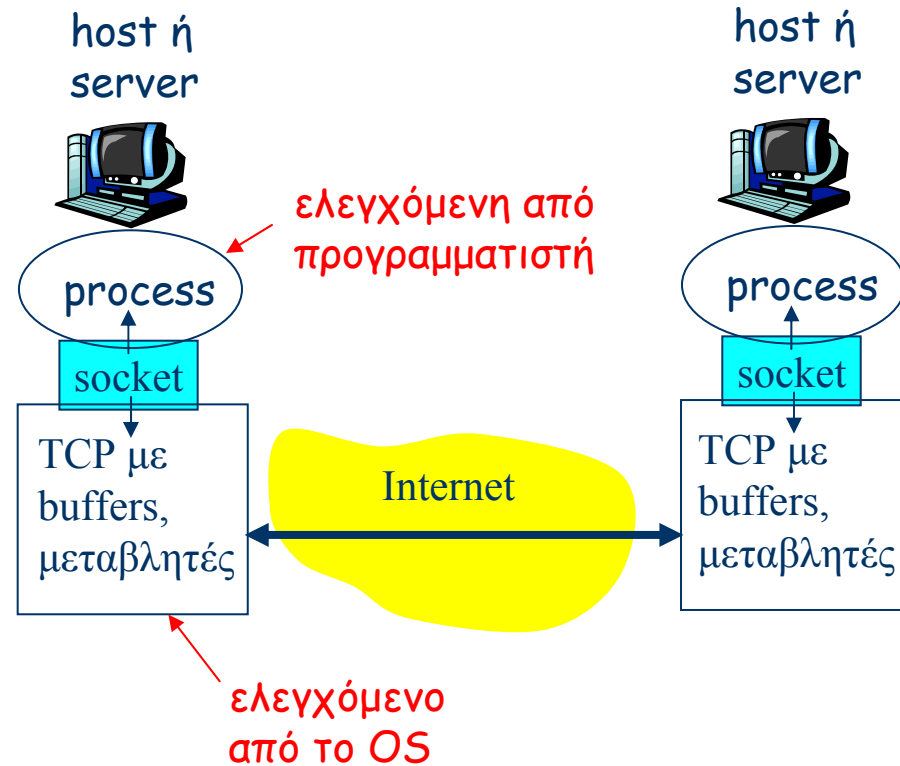 host ή
server
host ή
server
ελεγχόμενη από
προγραμματιστή
process
process
socket
socket
TCP με
buffers,
μεταβλητές
Internet
TCP με
buffers,
μεταβλητές
ελεγχόμενο
από το OS